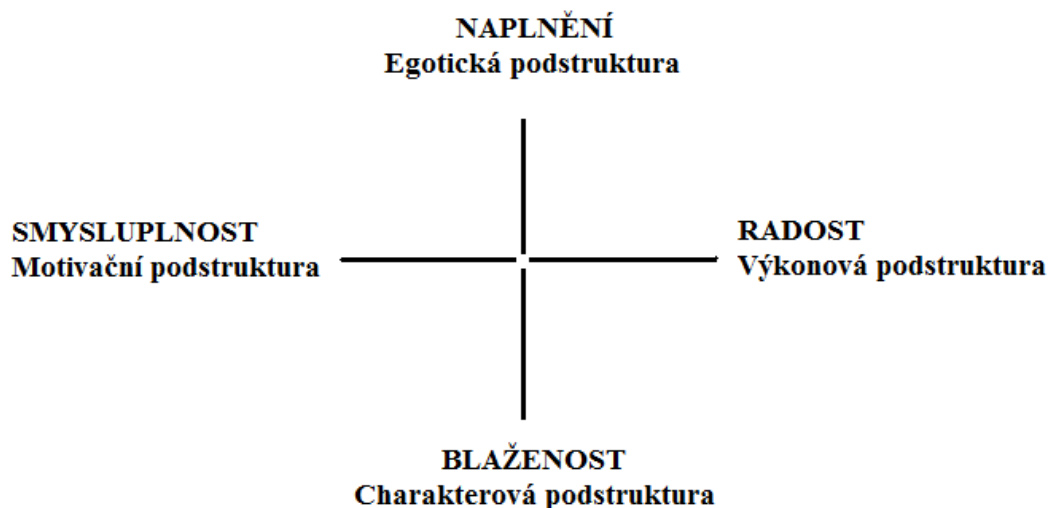 NAPLNĚNÍ
Egotická podstruktura
SMYSLUPLNOST
Motivační podstruktura
RADOST
Výkonová podstruktura
BLAŽENOST
Charakterová podstruktura